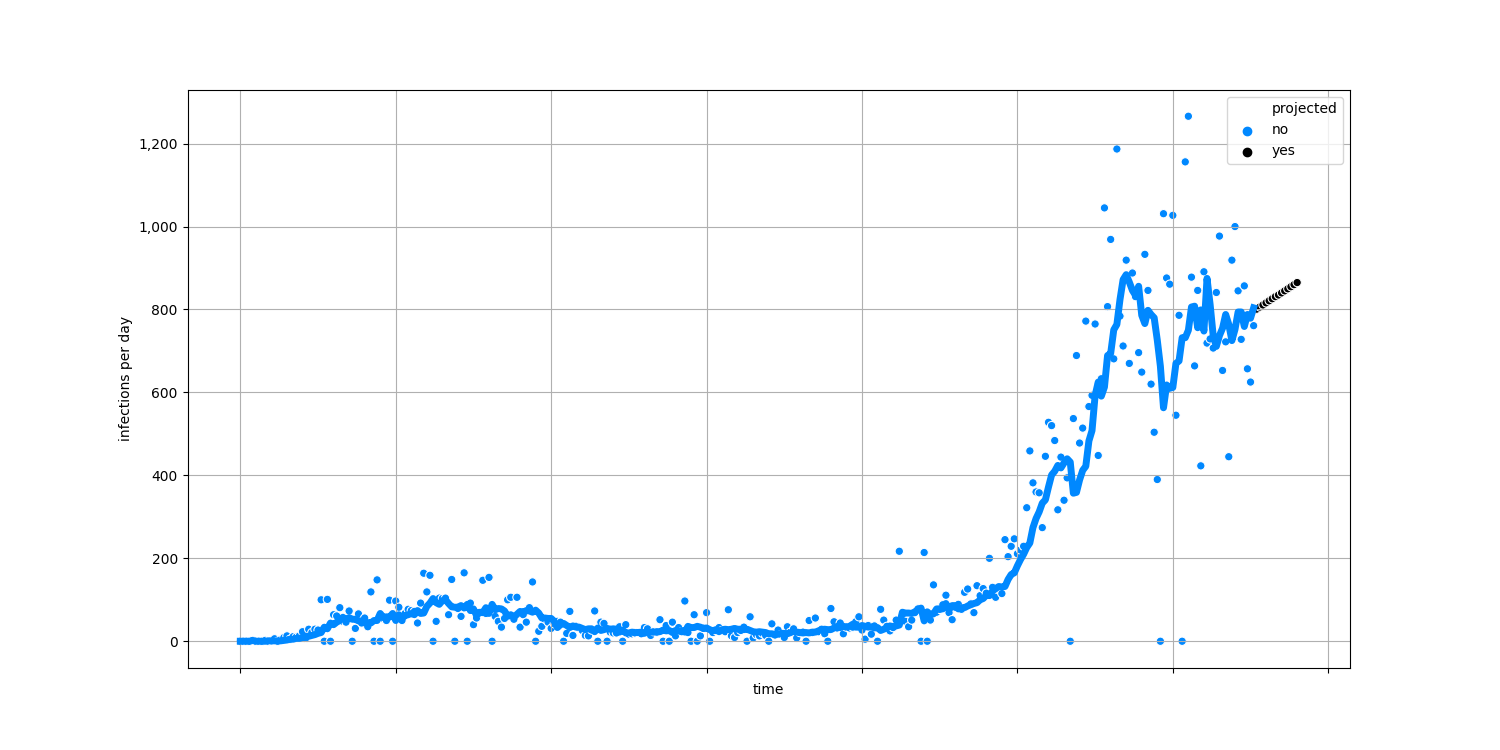 projected
no
yes
1,200
1,000
800
600
400
200
0
infections per day
time